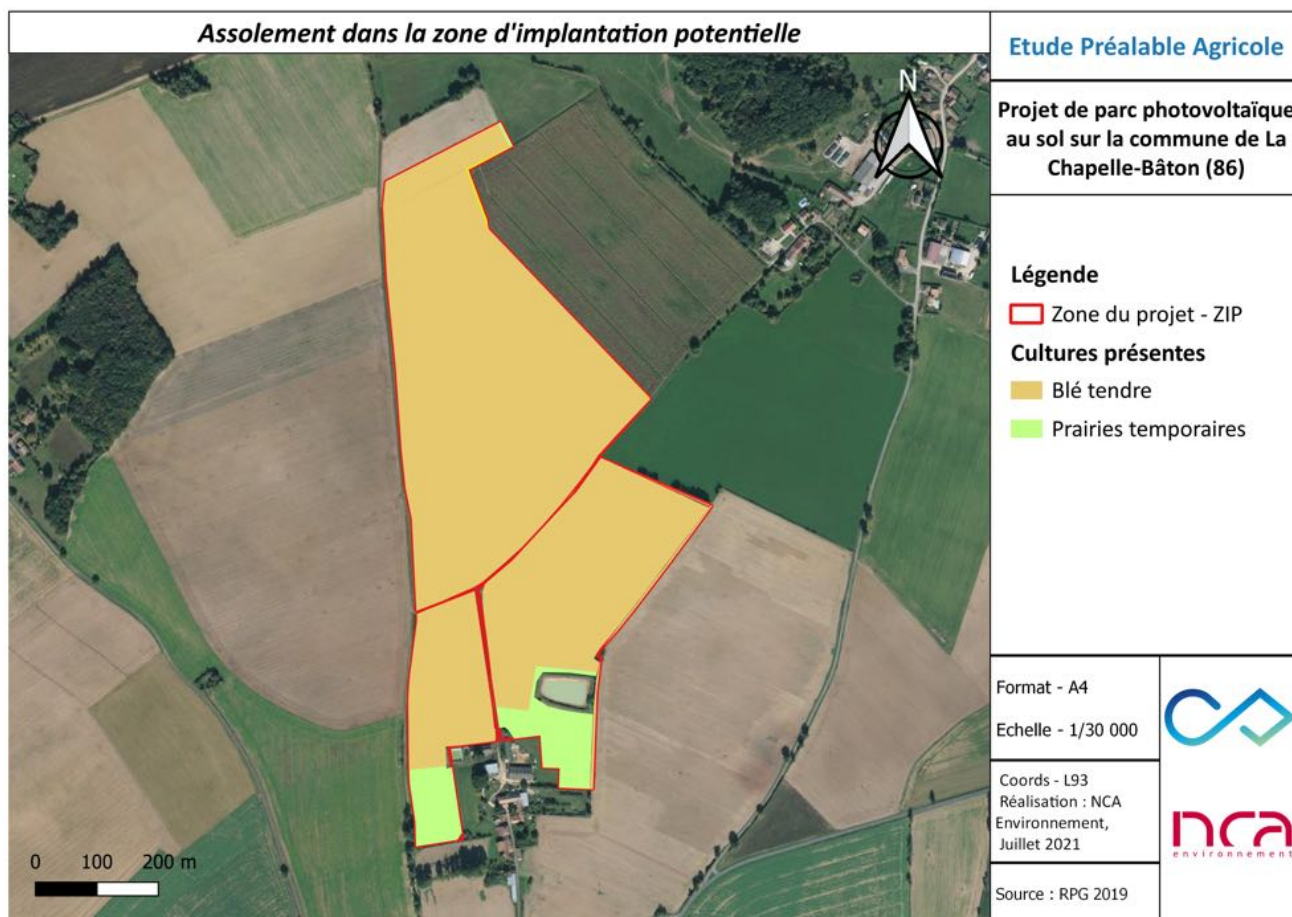 Assolement dans la zone d'implantation potentielle
Etude Préalable Agricole
Projet de parc photovoltaïque
au sol sur la commune de La
Chapelle-Bâton (86)
N
Légende
Zone du projet - ZIP
Cultures présentes
Blé tendre
Prairies temporaires
Format - A4
Echelle - 1/30 000
Coords - L93
Réalisation : NCA
Environnement,
Juillet 2021
Source : RPG 2019
nca
environnement
0 100 200 m